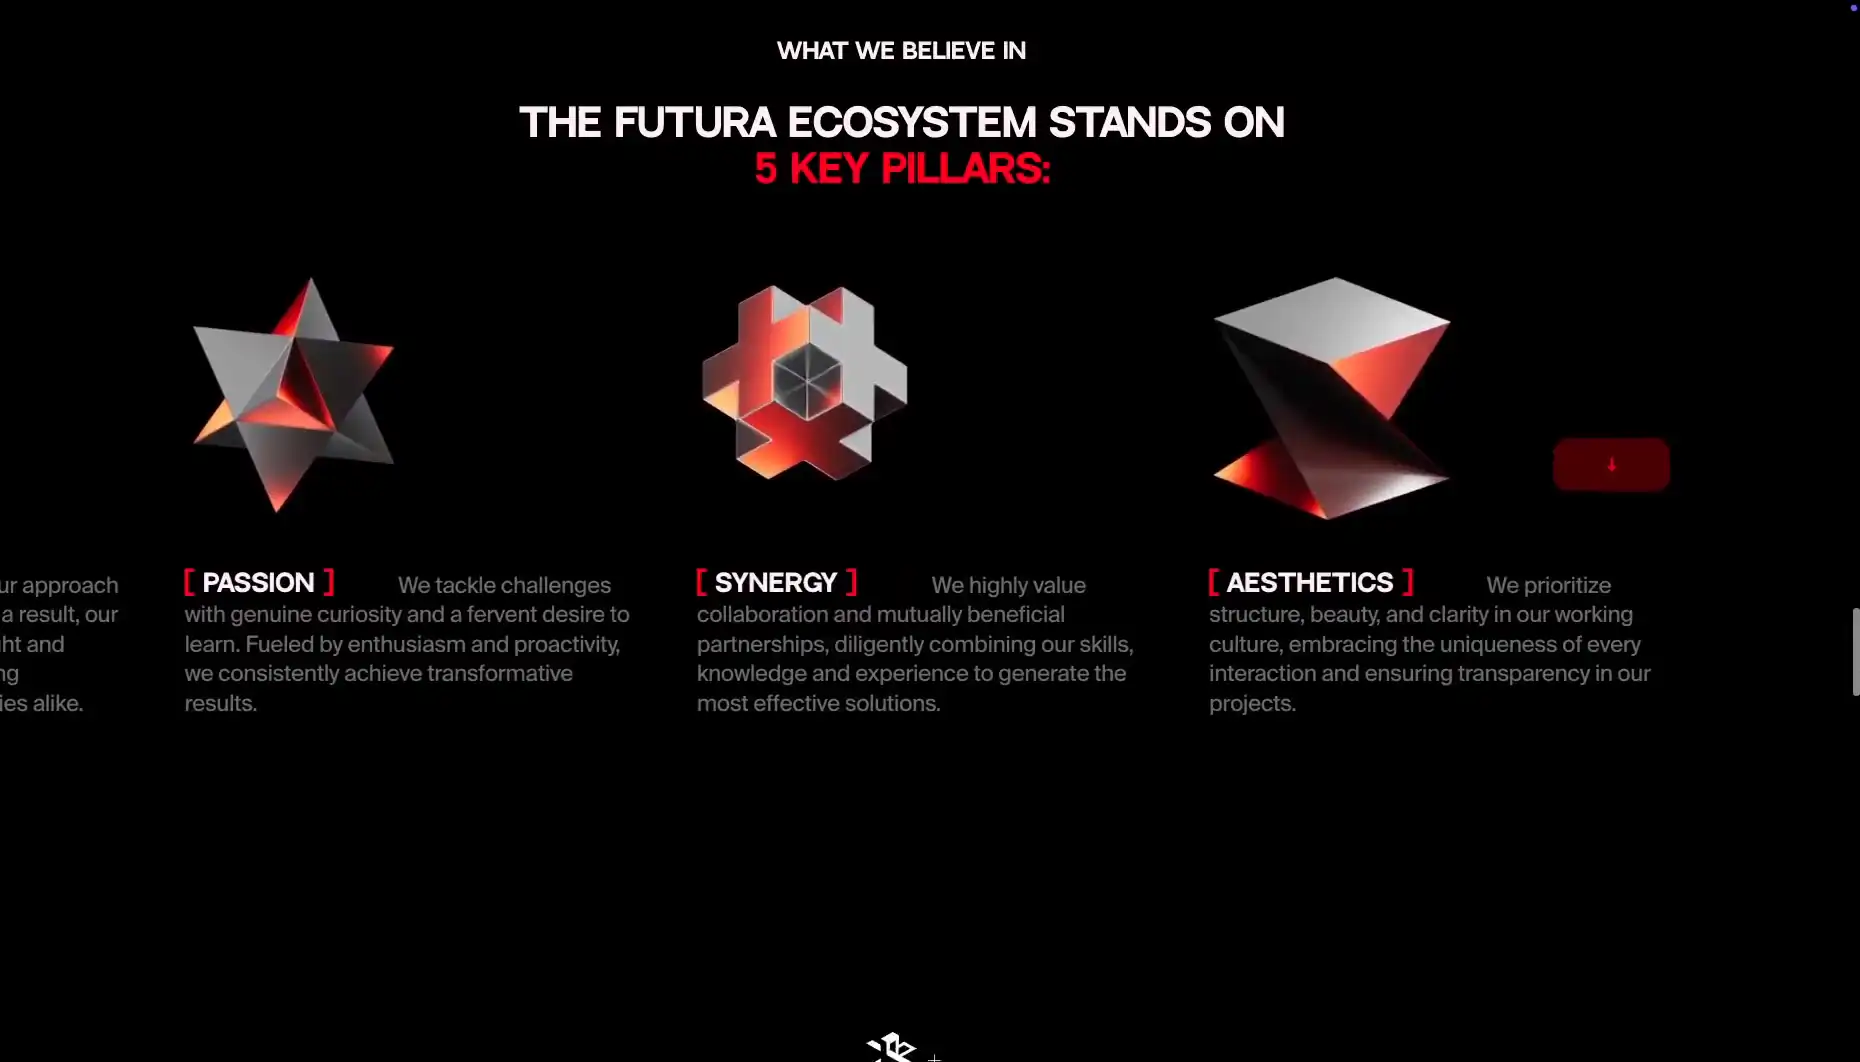 WHAT WE BELIEVE IN
THE FUTURA ECOSYSTEM STANDS ON
5 KEY PILLARS:
ur approach
a result, our
ht and
ng
ies alike.
[ PASSION ] We tackle challenges
with genuine curiosity and a fervent desire to
learn. Fueled by enthusiasm and proactivity,
we consistently achieve transformative
results.
[ SYNERGY ] We highly value
collaboration and mutually beneficial
partnerships, diligently combining our skills,
knowledge and experience to generate the
most effective solutions.
[ AESTHETICS ] We prioritize
structure, beauty, and clarity in our working
culture, embracing the uniqueness of every
interaction and ensuring transparency in our
projects.